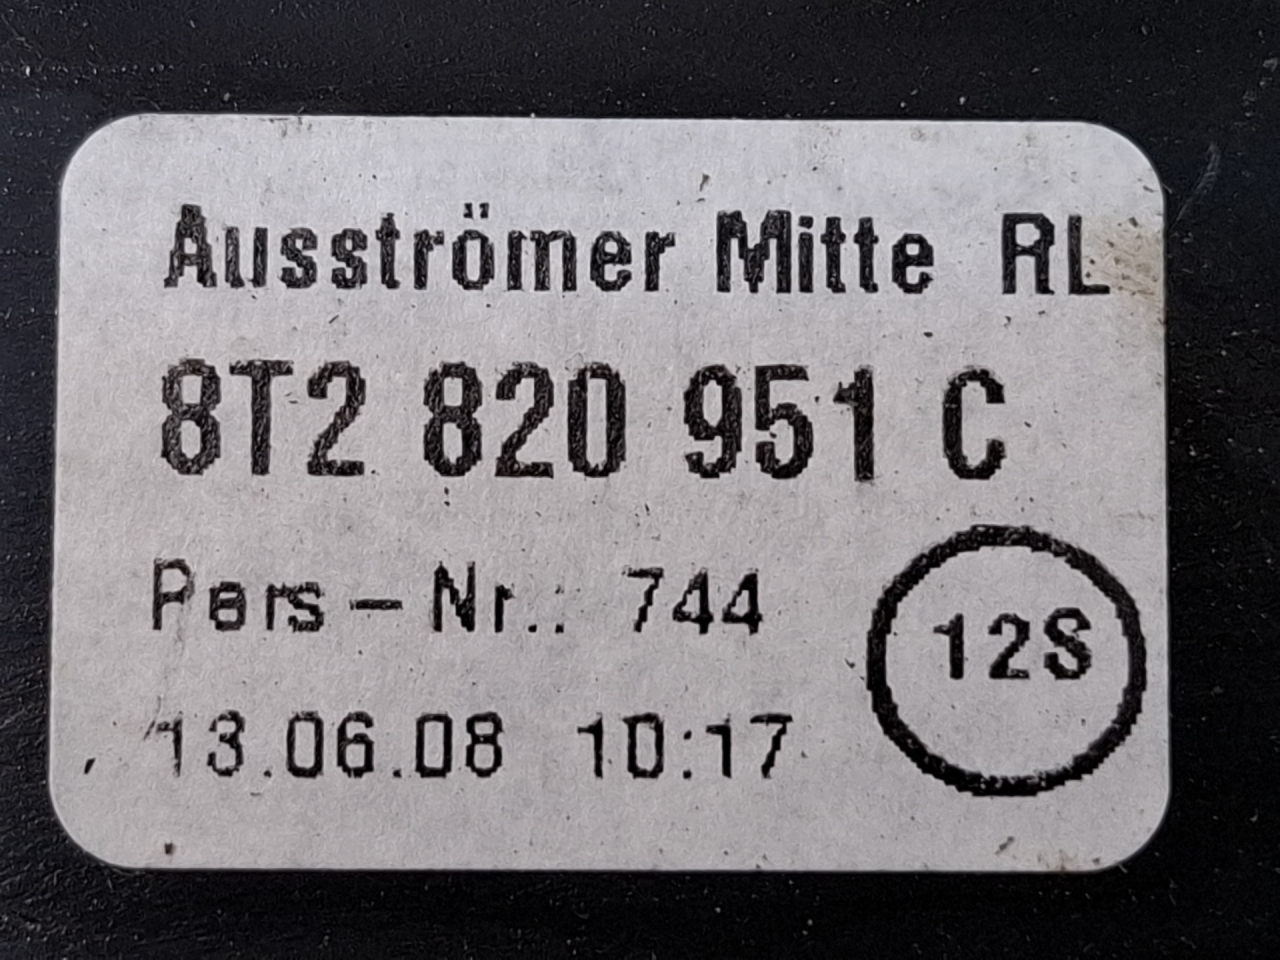 Ausströmer Mitte RL
8T2 820 951 C
Pers-Nr.: 744
12S
13.06.08 10:17